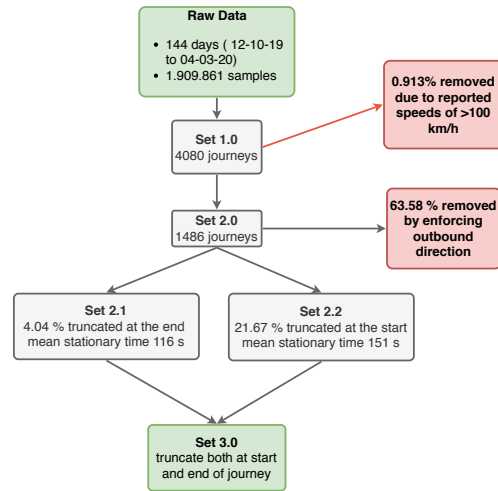 Raw Data
• 144 days ( 12-10-19
to 04-03-20)
• 1.909.861 samples
0.913% removed
due to reported
speeds of >100
km/h
Set 1.0
4080 journeys
63.58 % removed
by enforcing
outbound
direction
Set 2.0
1486 journeys
Set 2.1
4.04 % truncated at the end
mean stationary time 116 s
Set 2.2
21.67 % truncated at the start
mean stationary time 151 s
Set 3.0
truncate both at start
and end of journey